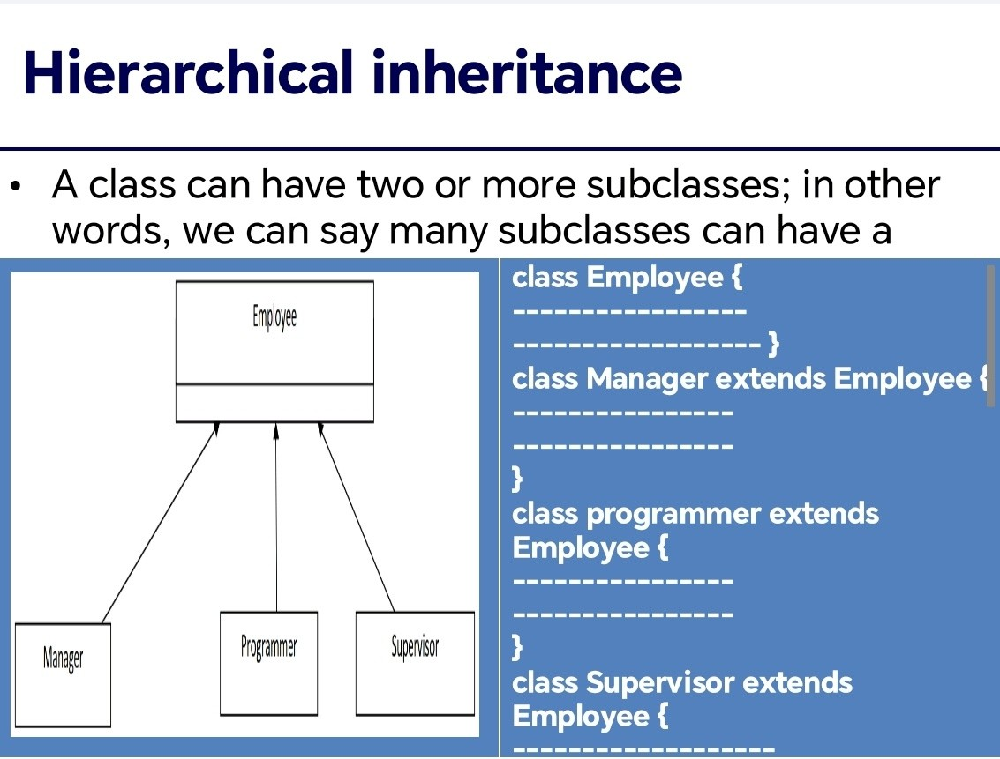 Hierarchical inheritance
• A class can have two or more subclasses; in other
words, we can say many subclasses can have a
Employee
Manager
Programmer
Supervisor
class Employee {
-----------------
------------------ }
class Manager extends Employee {
----------------
----------------
}
class programmer extends
Employee {
----------------
----------------
}
class Supervisor extends
Employee {
-------------------